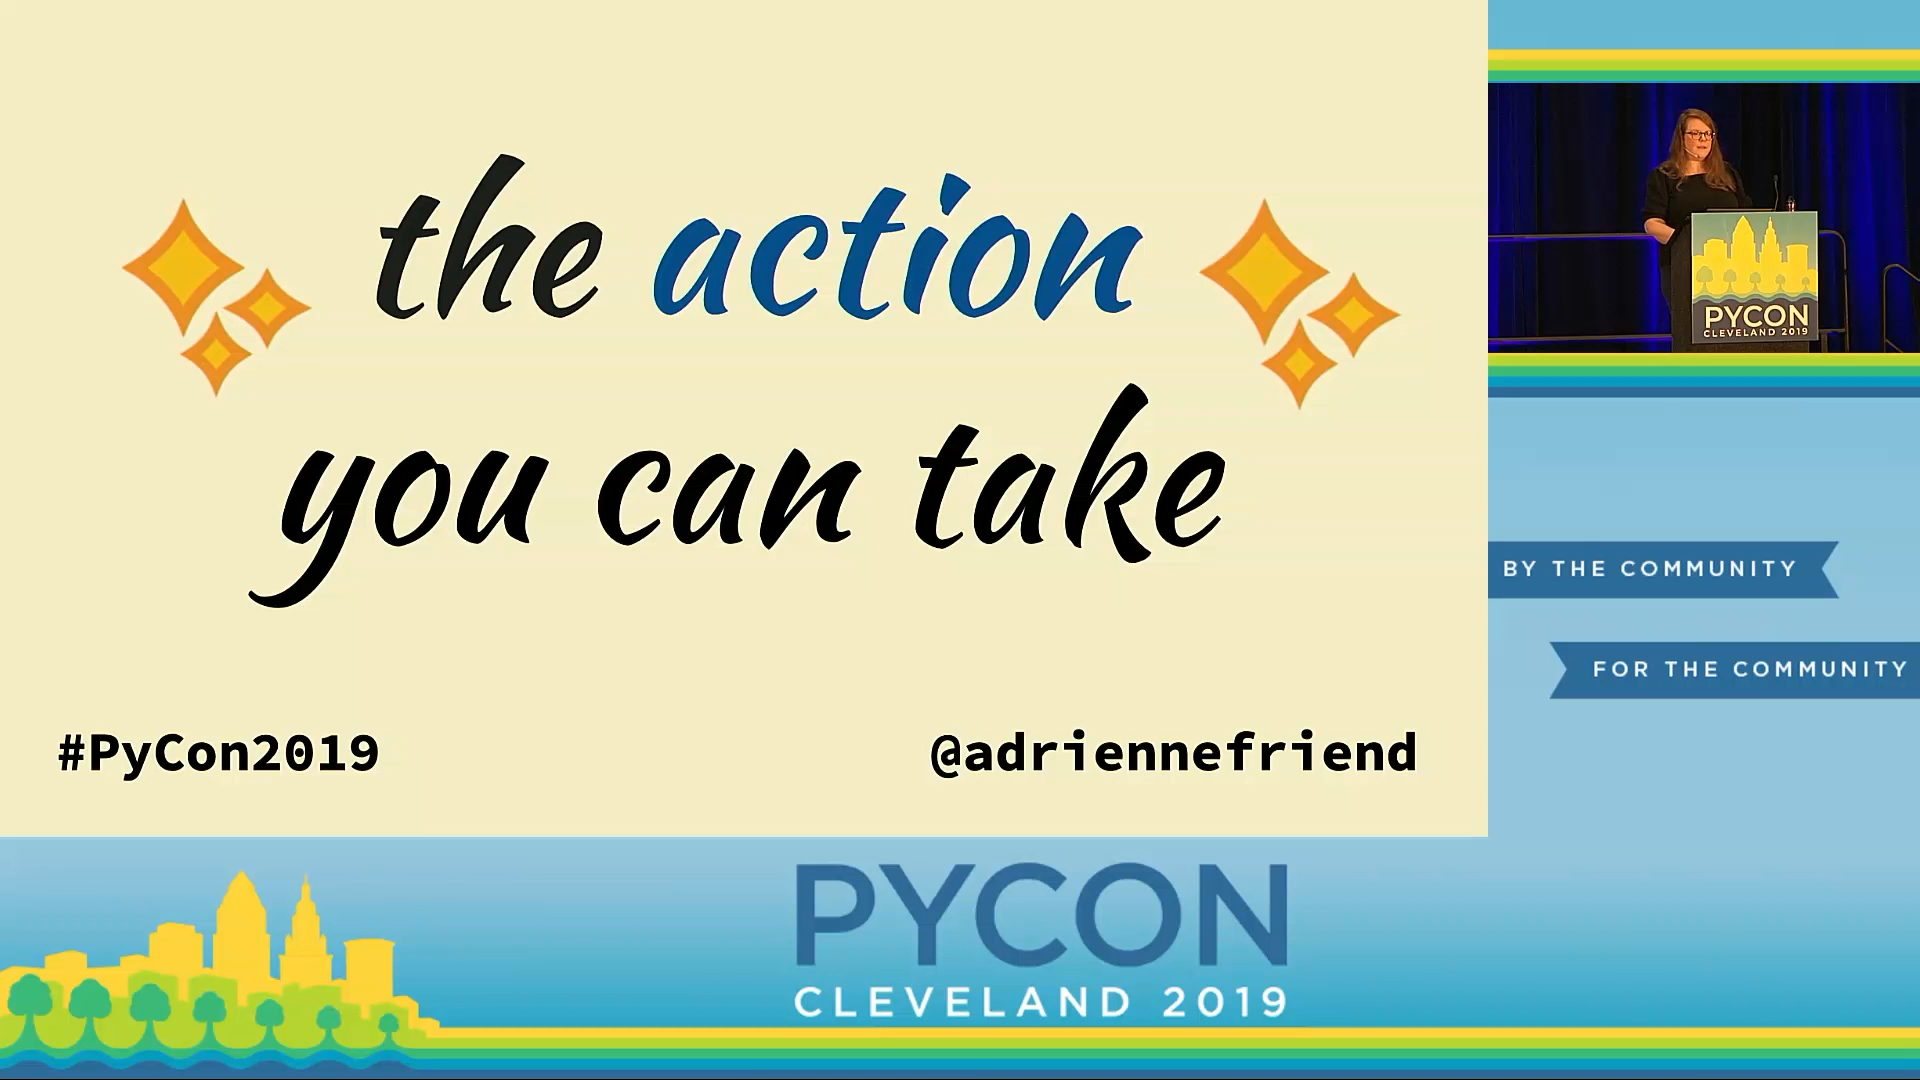 the action
you can take
#PyCon2019
@adriennefriend
PYCON
CLEVELAND 2019
BY THE COMMUNITY
FOR THE COMMUNITY
PYCON
CLEVELAND 2019